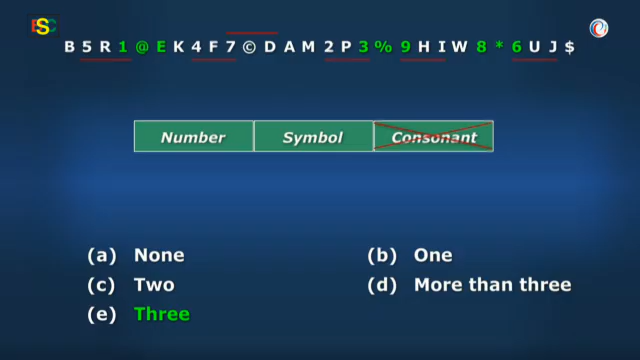 ESC
B 5 R 1 @ E K 4 F 7 © D A M 2 P 3 % 9 H I W 8 * 6 U J $
Number Symbol Consonant
(a) None (b) One
(c) Two (d) More than three
(e) Three